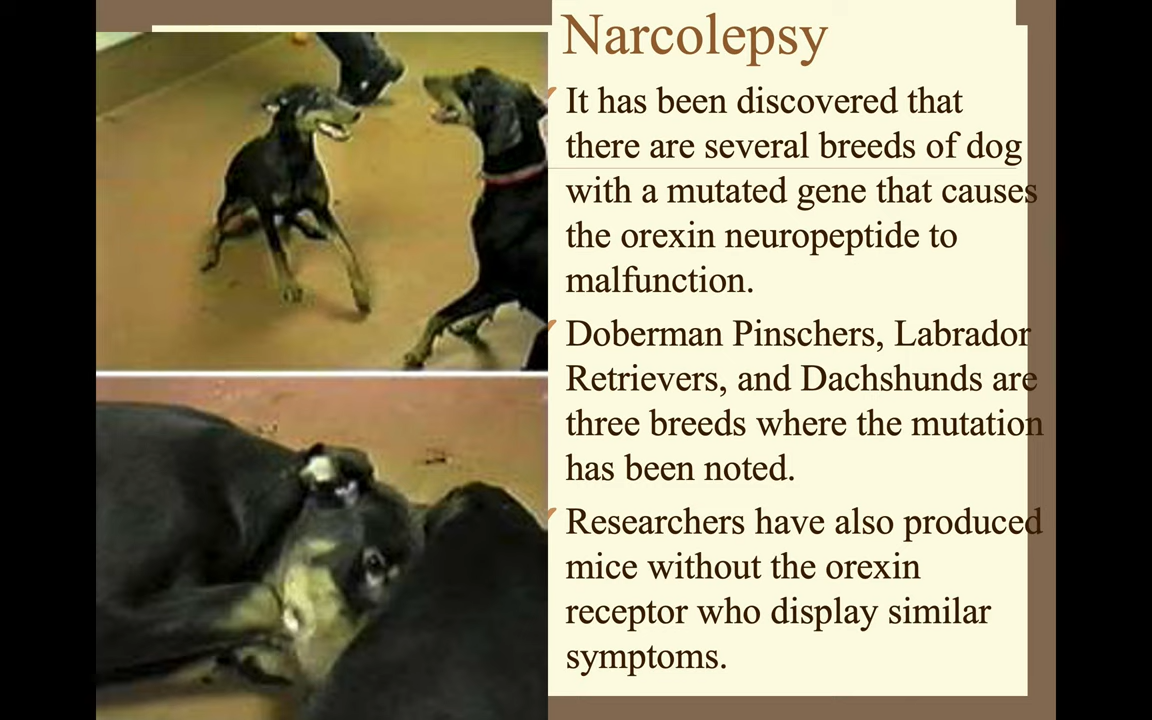 Narcolepsy
It has been discovered that
there are several breeds of dog
with a mutated gene that causes
the orexin neuropeptide to
malfunction.
Doberman Pinschers, Labrador
Retrievers, and Dachshunds are
three breeds where the mutation
has been noted.
Researchers have also produced
mice without the orexin
receptor who display similar
symptoms.